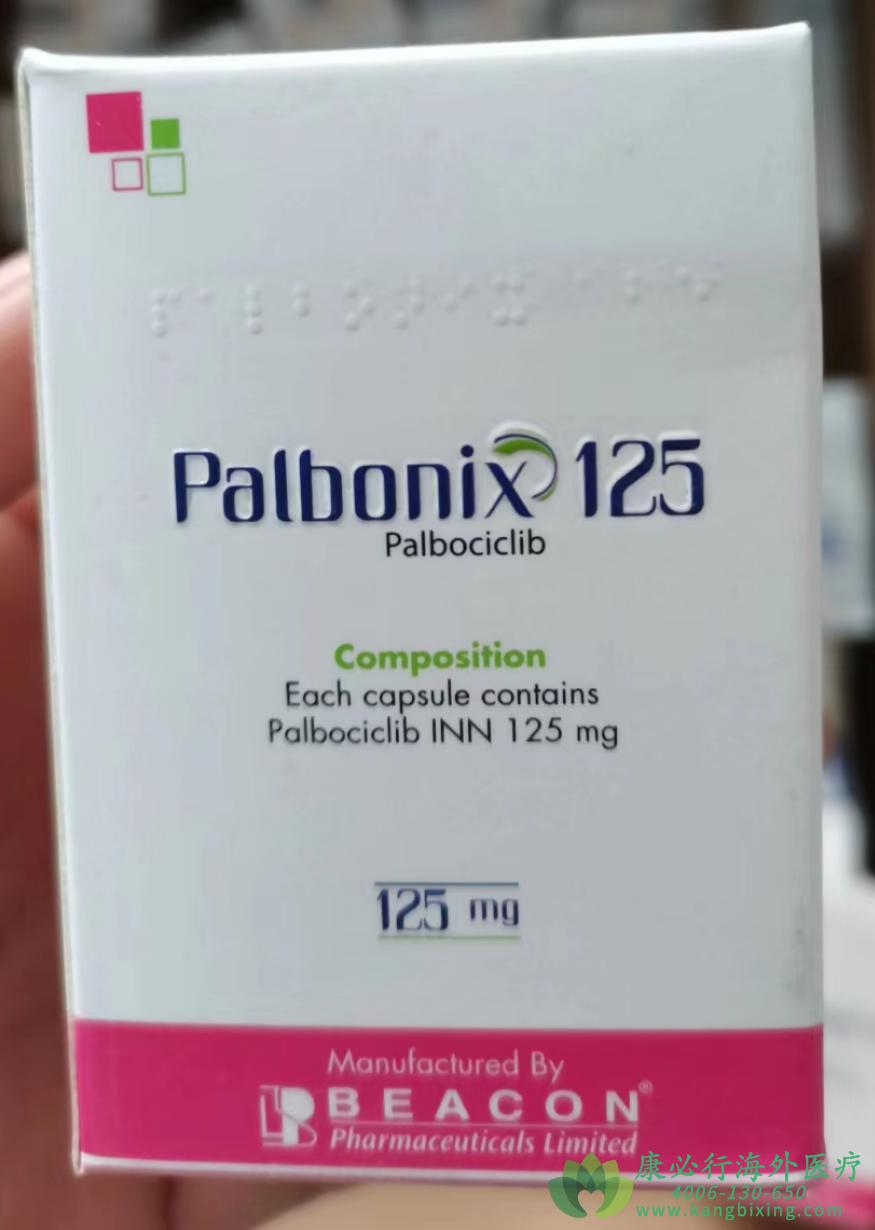 Palbonix 125
Palbociclib
Composition
Each capsule contains
Palbociclib INN 125 mg
125 mg
Manufactured By
BEACON®
Pharmaceuticals Limited
康必行海外医疗
4006-130-650
www.kangbixing.com